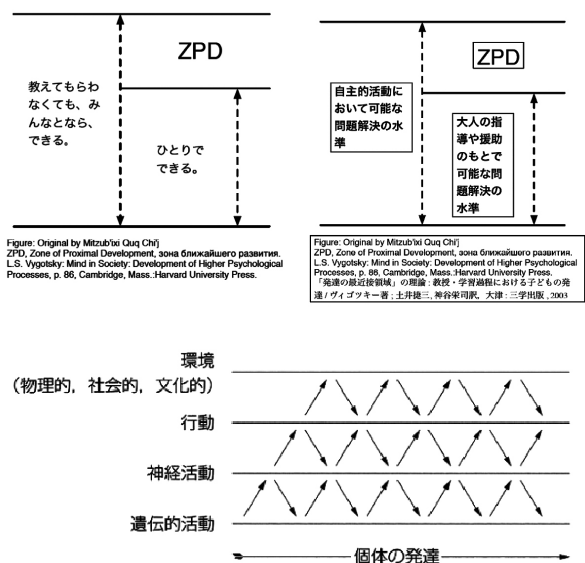 ZPD
教えてもらわ
なくても、み
んなとなら、
できる。
ひとりで
できる。
Figure: Original by Mitzub'ixi Quq Chi'j
ZPD, Zone of Proximal Development, зона ближайшего развития.
L.S. Vygotsky: Mind in Society: Development of Higher Psychological
Processes, p. 86, Cambridge, Mass.:Harvard University Press.
ZPD
自主的活動に
おいて可能な
問題解決の水
準
大人の指
導や援助
のもとで
可能な問
題解決の
水準
Figure: Original by Mitzub'ixi Quq Chi'j
ZPD, Zone of Proximal Development, зона ближайшего развития.
L.S. Vygotsky: Mind in Society: Development of Higher Psychological
Processes, p. 86, Cambridge, Mass.:Harvard University Press.
「発達の最近接領域」の理論 : 教授・学習過程における子どもの発
達 / ヴィゴツキー著 ; 土井捷三, 神谷栄司訳, 大津 : 三学出版 , 2003
環境
(物理的，社会的，文化的)
行動
神経活動
遺伝的活動
個体の発達